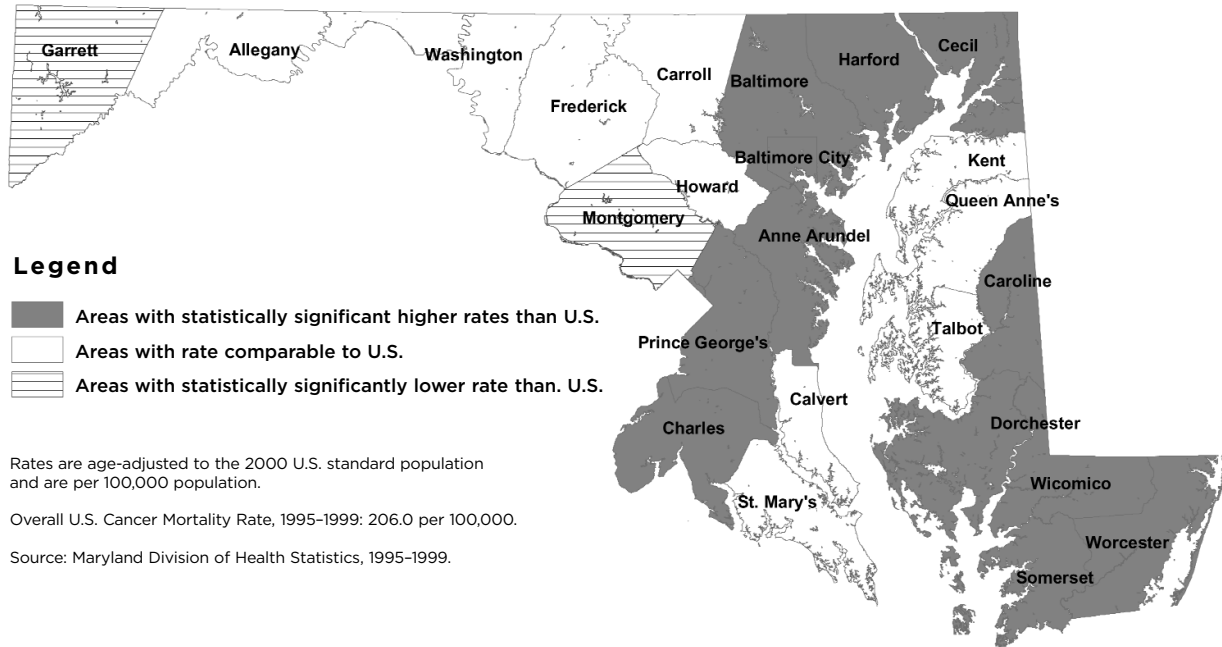 Garrett
Allegany
Washington
Frederick
Carroll
Baltimore
Harford
Cecil
Baltimore City
Howard
Montgomery
Kent
Queen Anne's
Anne Arundel
Caroline
Talbot
Prince George's
Calvert
Charles
Dorchester
St. Mary's
Wicomico
Worcester
Somerset
Legend
Areas with statistically significant higher rates than U.S.
Areas with rate comparable to U.S.
Areas with statistically significantly lower rate than. U.S.
Rates are age-adjusted to the 2000 U.S. standard population
and are per 100,000 population.
Overall U.S. Cancer Mortality Rate, 1995–1999: 206.0 per 100,000.
Source: Maryland Division of Health Statistics, 1995–1999.